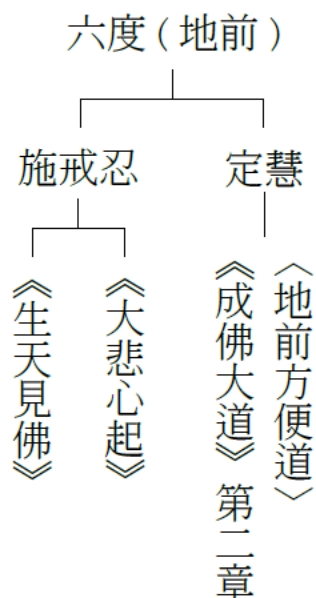 六度(地前)
施戒忍
定慧
《生天見佛》
《大悲心起》
《成佛大道》第二章
〈地前方便道〉